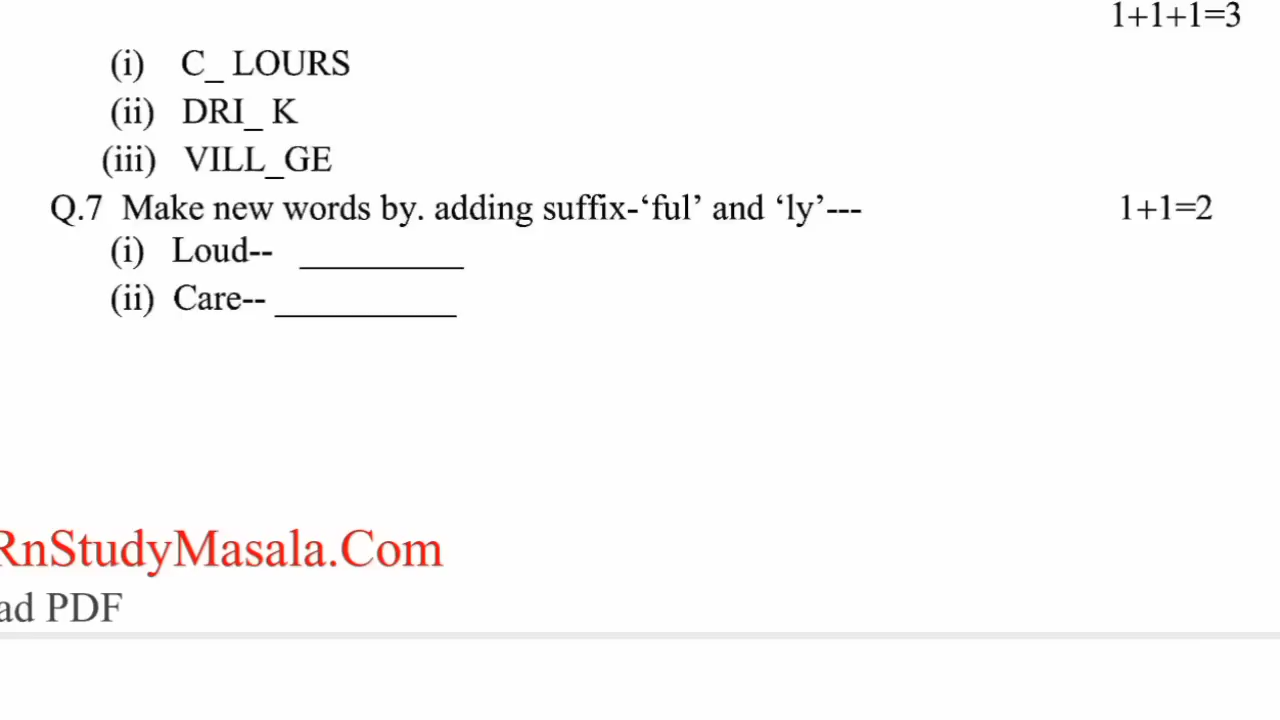 1+1+1=3
(i) C_ LOURS
(ii) DRI_ K
(iii) VILL_GE
Q.7 Make new words by. adding suffix-‘ful’ and ‘ly’--- 1+1=2
(i) Loud-- _________
(ii) Care-- __________
RnStudyMasala.Com
ad PDF